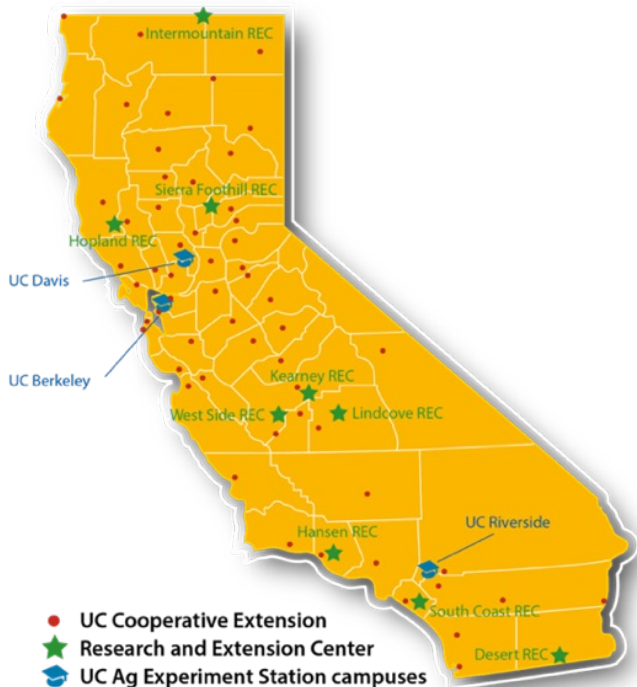 Intermountain REC
Sierra Foothill REC
Hopland REC
UC Davis
UC Berkeley
Kearney REC
West Side REC
Lindcove REC
UC Riverside
Hansen REC
South Coast REC
Desert REC
UC Cooperative Extension
Research and Extension Center
UC Ag Experiment Station campuses